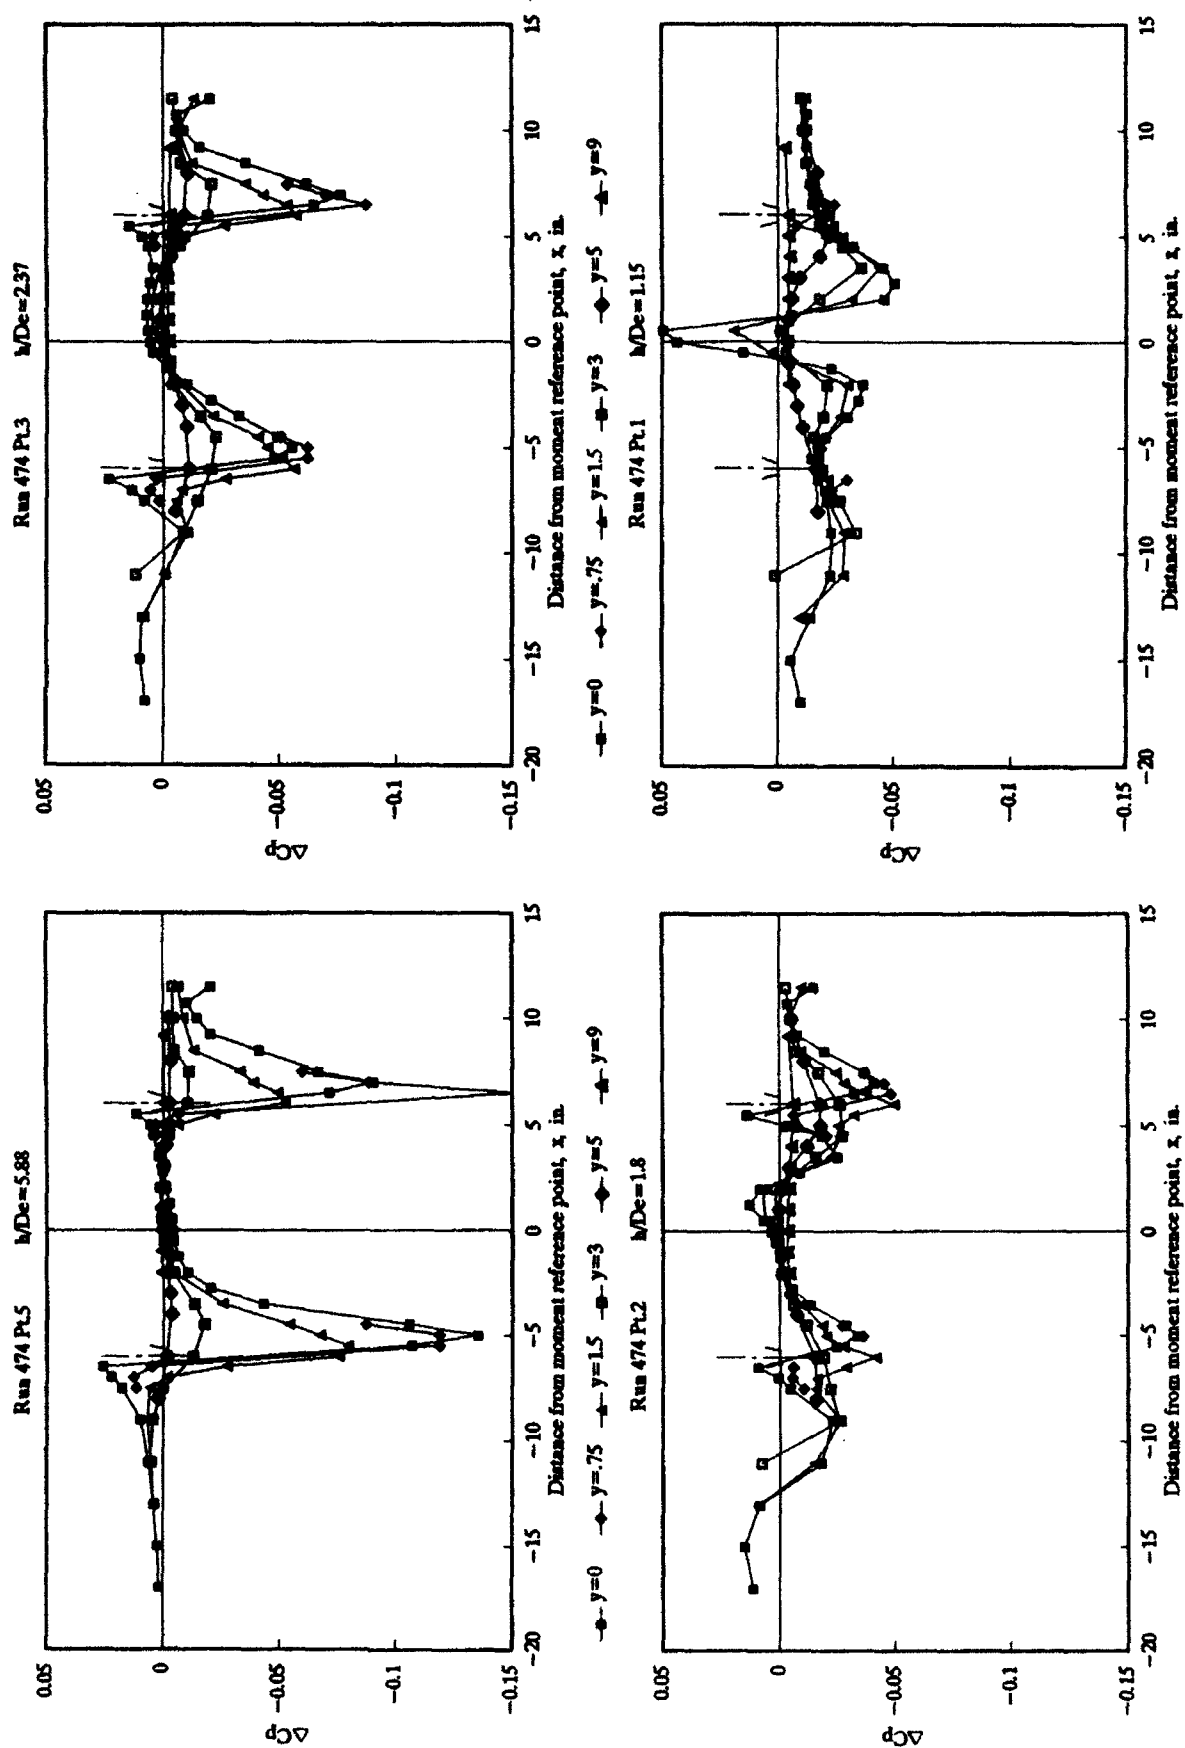 Run 474 Pt.5 h/De=5.88
0.05
0
ΔCp
-0.05
-0.1
-0.15
-20 -15 -10 -5 0 5 10 15
Distance from moment reference point, x, in.
y=0 y=.75 y=1.5 y=3 y=5 y=9
Run 474 Pt.3 h/De=2.37
0.05
0
ΔCp
-0.05
-0.1
-0.15
-20 -15 -10 -5 0 5 10 15
Distance from moment reference point, x, in.
y=0 y=.75 y=1.5 y=3 y=5 y=9
Run 474 Pt.2 h/De=1.8
0.05
0
ΔCp
-0.05
-0.1
-0.15
-20 -15 -10 -5 0 5 10 15
Distance from moment reference point, x, in.
Run 474 Pt.1 h/De=1.15
0.05
0
ΔCp
-0.05
-0.1
-0.15
-20 -15 -10 -5 0 5 10 15
Distance from moment reference point, x, in.